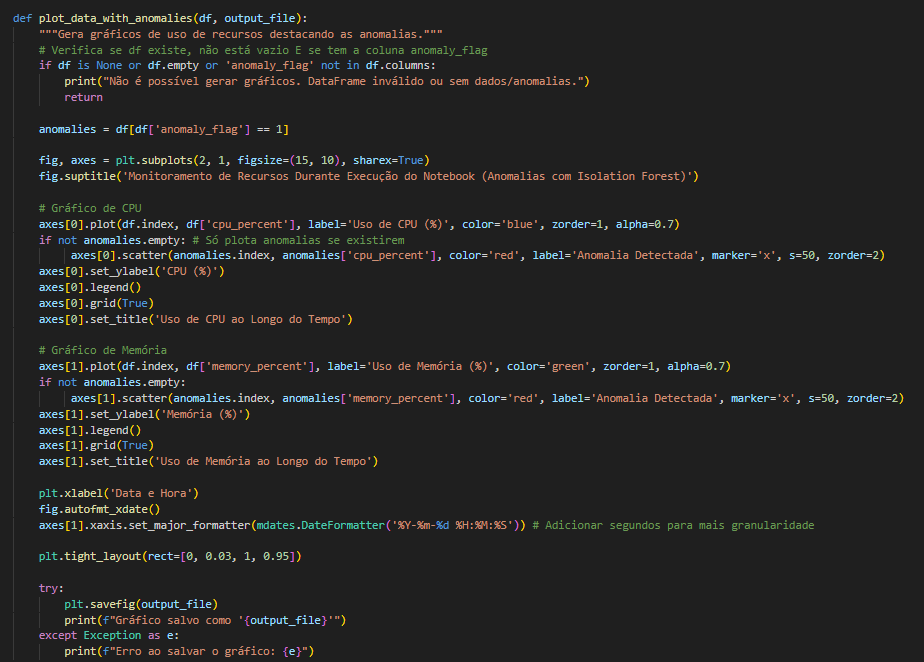 def plot_data_with_anomalies(df, output_file):
    """Gera gráficos de uso de recursos destacando as anomalias."""
    # Verifica se df existe, não está vazio E se tem a coluna anomaly_flag
    if df is None or df.empty or 'anomaly_flag' not in df.columns:
        print("Não é possível gerar gráficos. DataFrame inválido ou sem dados/anomalias.")
        return

    anomalies = df[df['anomaly_flag'] == 1]

    fig, axes = plt.subplots(2, 1, figsize=(15, 10), sharex=True)
    fig.suptitle('Monitoramento de Recursos Durante Execução do Notebook (Anomalias com Isolation Forest)')

    # Gráfico de CPU
    axes[0].plot(df.index, df['cpu_percent'], label='Uso de CPU (%)', color='blue', zorder=1, alpha=0.7)
    if not anomalies.empty: # Só plota anomalias se existirem
         axes[0].scatter(anomalies.index, anomalies['cpu_percent'], color='red', label='Anomalia Detectada', marker='x', s=50, zorder=2)
    axes[0].set_ylabel('CPU (%)')
    axes[0].legend()
    axes[0].grid(True)
    axes[0].set_title('Uso de CPU ao Longo do Tempo')

    # Gráfico de Memória
    axes[1].plot(df.index, df['memory_percent'], label='Uso de Memória (%)', color='green', zorder=1, alpha=0.7)
    if not anomalies.empty:
         axes[1].scatter(anomalies.index, anomalies['memory_percent'], color='red', label='Anomalia Detectada', marker='x', s=50, zorder=2)
    axes[1].set_ylabel('Memória (%)')
    axes[1].legend()
    axes[1].grid(True)
    axes[1].set_title('Uso de Memória ao Longo do Tempo')

    plt.xlabel('Data e Hora')
    fig.autofmt_xdate()
    axes[1].xaxis.set_major_formatter(mdates.DateFormatter('%Y-%m-%d %H:%M:%S')) # Adicionar segundos para mais granularidade

    plt.tight_layout(rect=[0, 0.03, 1, 0.95])

    try:
        plt.savefig(output_file)
        print(f"Gráfico salvo como '{output_file}'")
    except Exception as e:
        print(f"Erro ao salvar o gráfico: {e}")